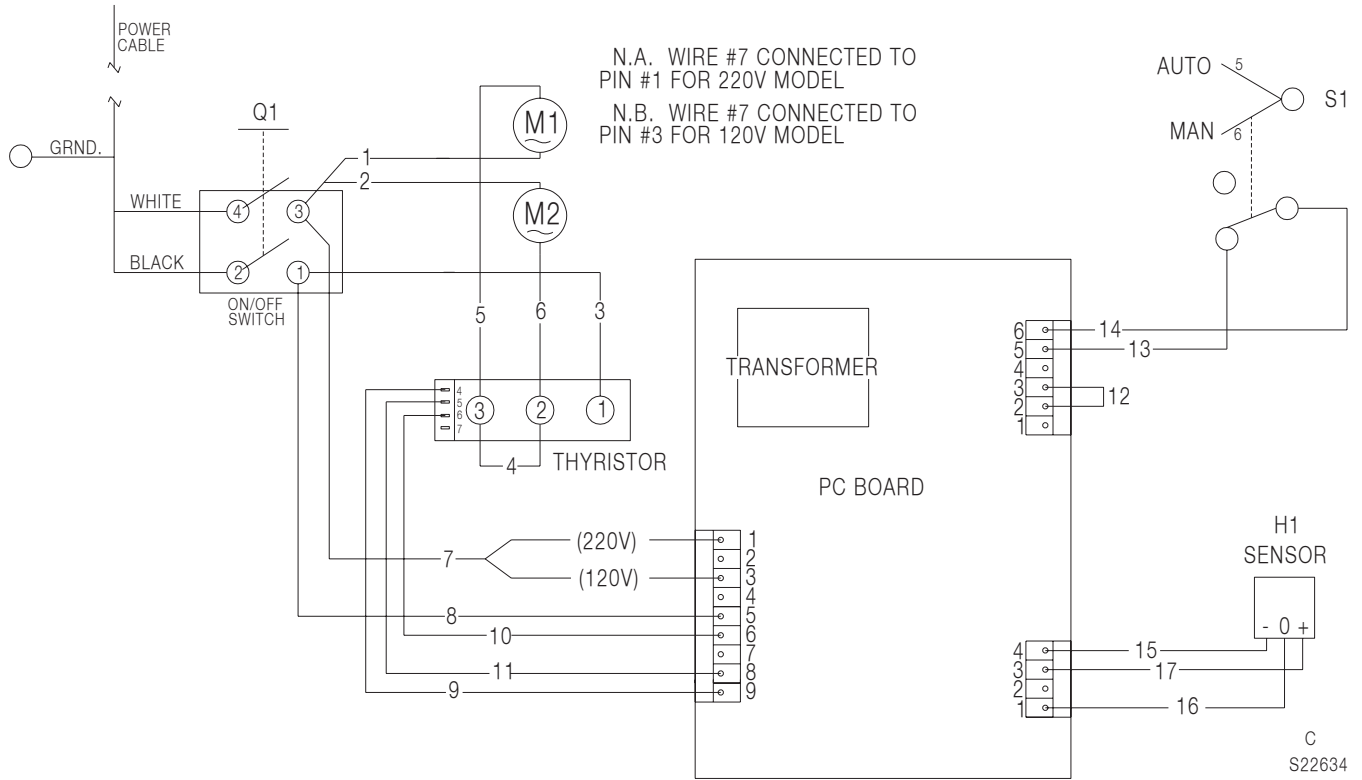 POWER
CABLE
GRND.
WHITE
BLACK
Q1
4
3
2
1
ON/OFF
SWITCH
1
2
M1
M2
N.A. WIRE #7 CONNECTED TO
PIN #1 FOR 220V MODEL
N.B. WIRE #7 CONNECTED TO
PIN #3 FOR 120V MODEL
AUTO 5
MAN 6
S1
5
6
3
4
5
6
7
3
2
1
4
THYRISTOR
TRANSFORMER
PC BOARD
6
5
4
3
2
1
14
13
12
7
(220V)
(120V)
8
10
11
9
1
2
3
4
5
6
7
8
9
H1
SENSOR
- 0 +
4
3
2
1
15
17
16
C
S22634